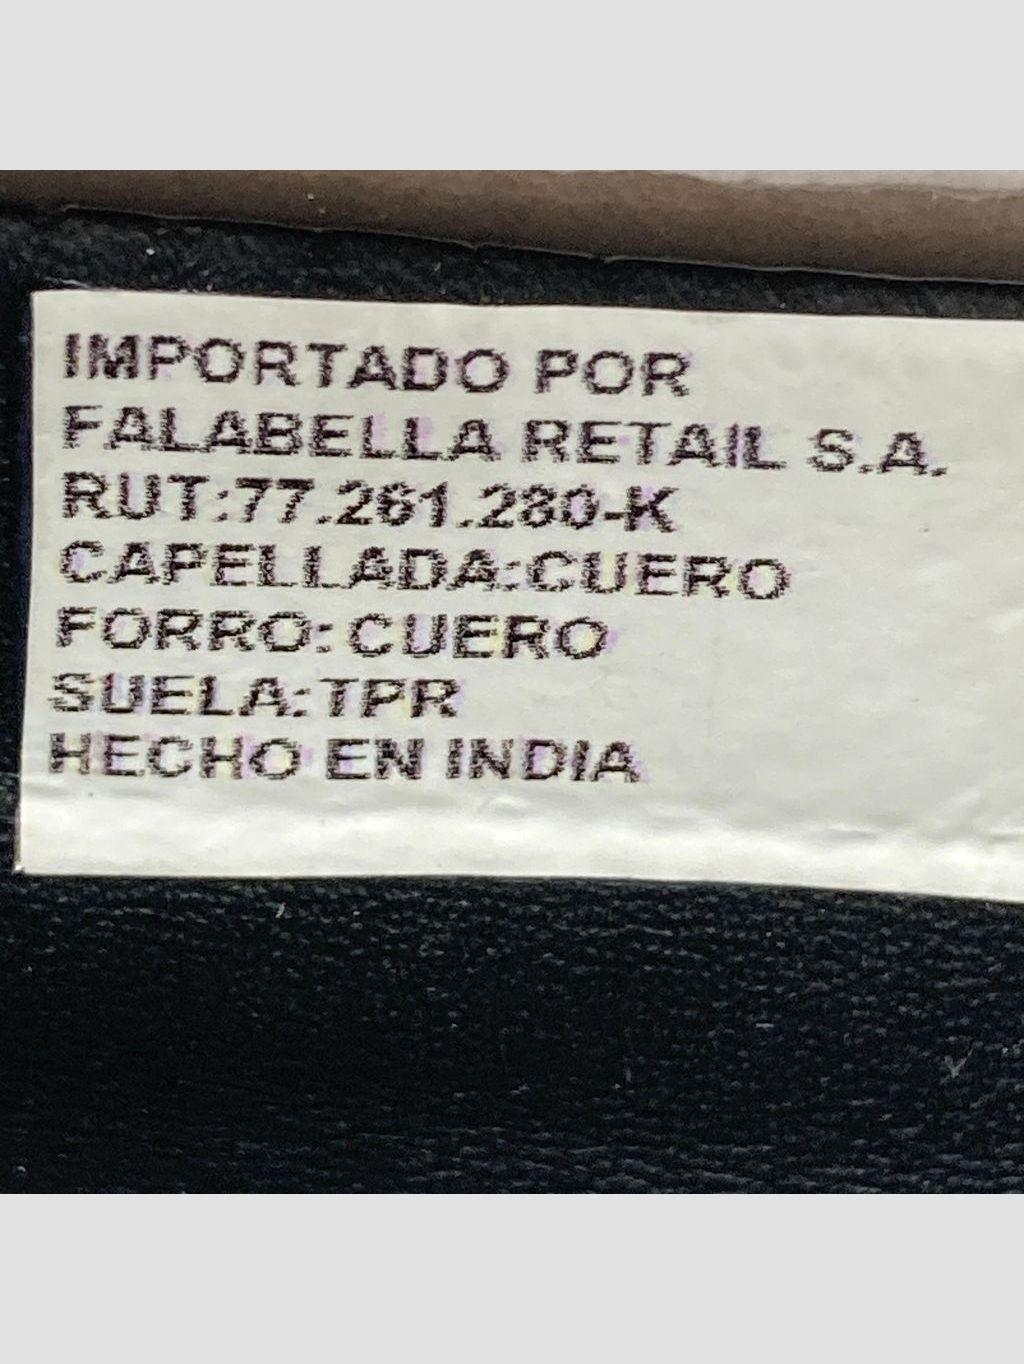 IMPORTADO POR
FALABELLA RETAIL S.A.
RUT:77.261.280-K
CAPELLADA:CUERO
FORRO: CUERO
SUELA:TPR
HECHO EN INDIA